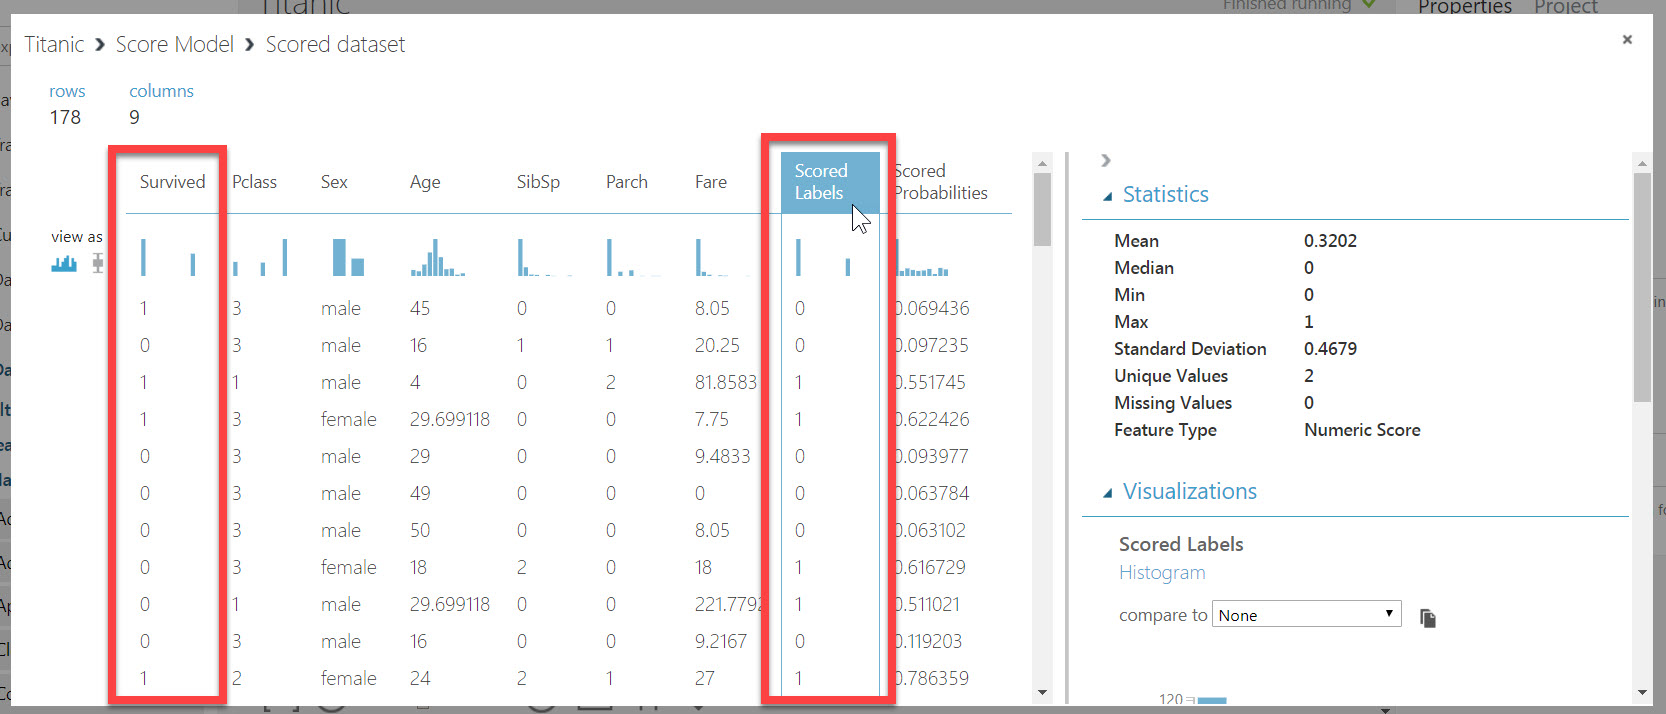 Titanic
Finished running
Properties Project
Titanic > Score Model > Scored dataset
rows columns
178 9
Survived Pclass Sex Age SibSp Parch Fare Scored Labels Scored Probabilities
view as
1 3 male 45 0 0 8.05 0 0.069436
0 3 male 16 1 1 20.25 0 0.097235
1 1 male 4 0 2 81.8583 1 0.551745
1 3 female 29.699118 0 0 7.75 1 0.622426
0 3 male 29 0 0 9.4833 0 0.093977
0 3 male 49 0 0 0 0 0.063784
0 3 male 50 0 0 8.05 0 0.063102
0 3 female 18 2 0 18 1 0.616729
0 1 male 29.699118 0 0 221.7792 1 0.511021
0 3 male 16 0 0 9.2167 0 0.119203
1 2 female 24 2 1 27 1 0.786359
Statistics
Mean 0.3202
Median 0
Min 0
Max 1
Standard Deviation 0.4679
Unique Values 2
Missing Values 0
Feature Type Numeric Score
Visualizations
Scored Labels
Histogram
compare to None
120